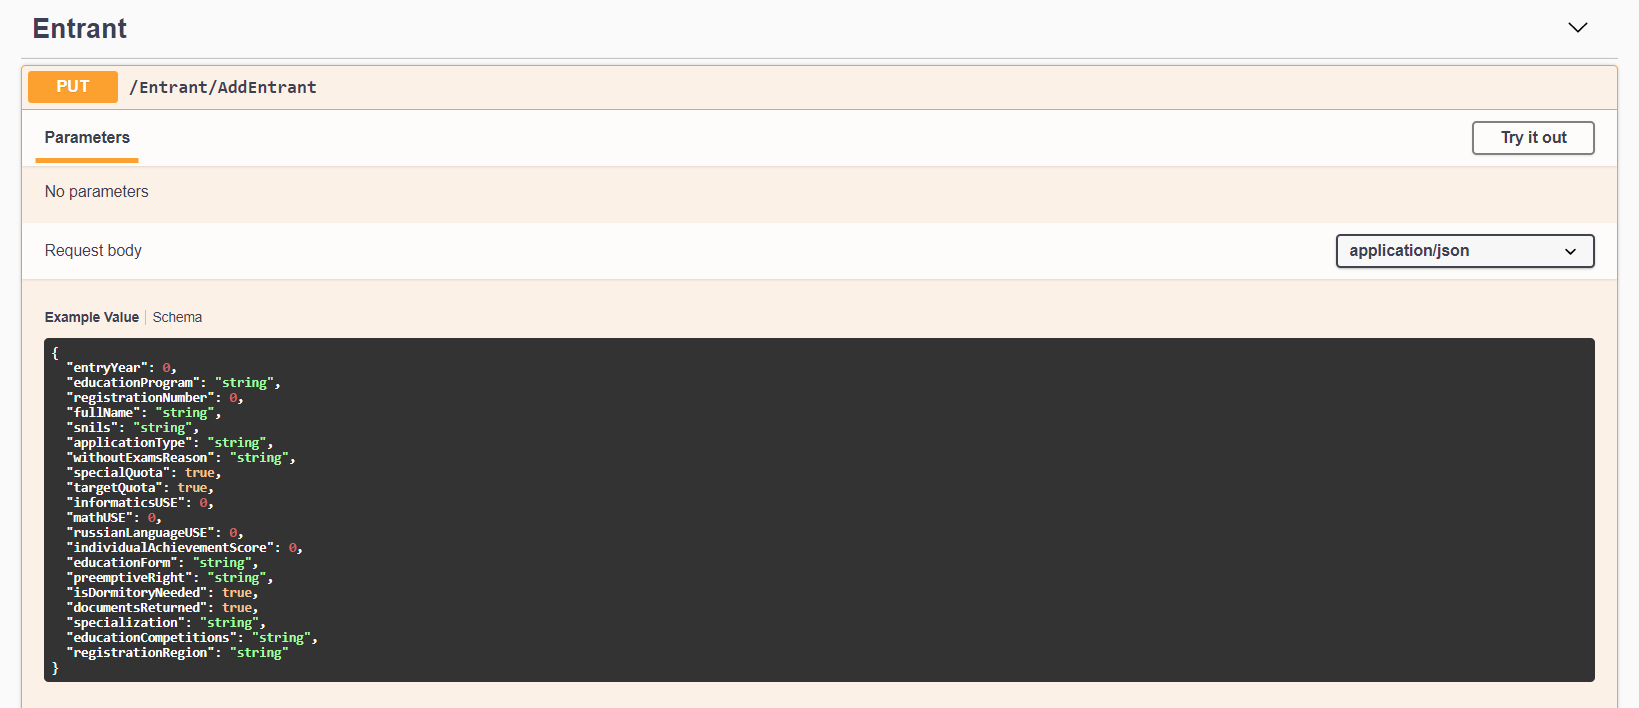 Entrant
PUT /Entrant/AddEntrant
Parameters Try it out
No parameters
Request body application/json
Example Value Schema
{
"entryYear": 0,
"educationProgram": "string",
"registrationNumber": 0,
"fullName": "string",
"snils": "string",
"applicationType": "string",
"withoutExamsReason": "string",
"specialQuota": true,
"targetQuota": true,
"informaticsUSE": 0,
"mathUSE": 0,
"russianLanguageUSE": 0,
"individualAchievementScore": 0,
"educationForm": "string",
"preemptiveRight": "string",
"isDormitoryNeeded": true,
"documentsReturned": true,
"specialization": "string",
"educationCompetitions": "string",
"registrationRegion": "string"
}